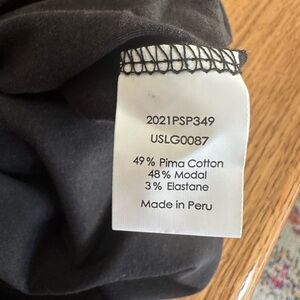 2021PSP349
USLG0087
49% Pima Cotton
48% Modal
3% Elastane
Made in Peru